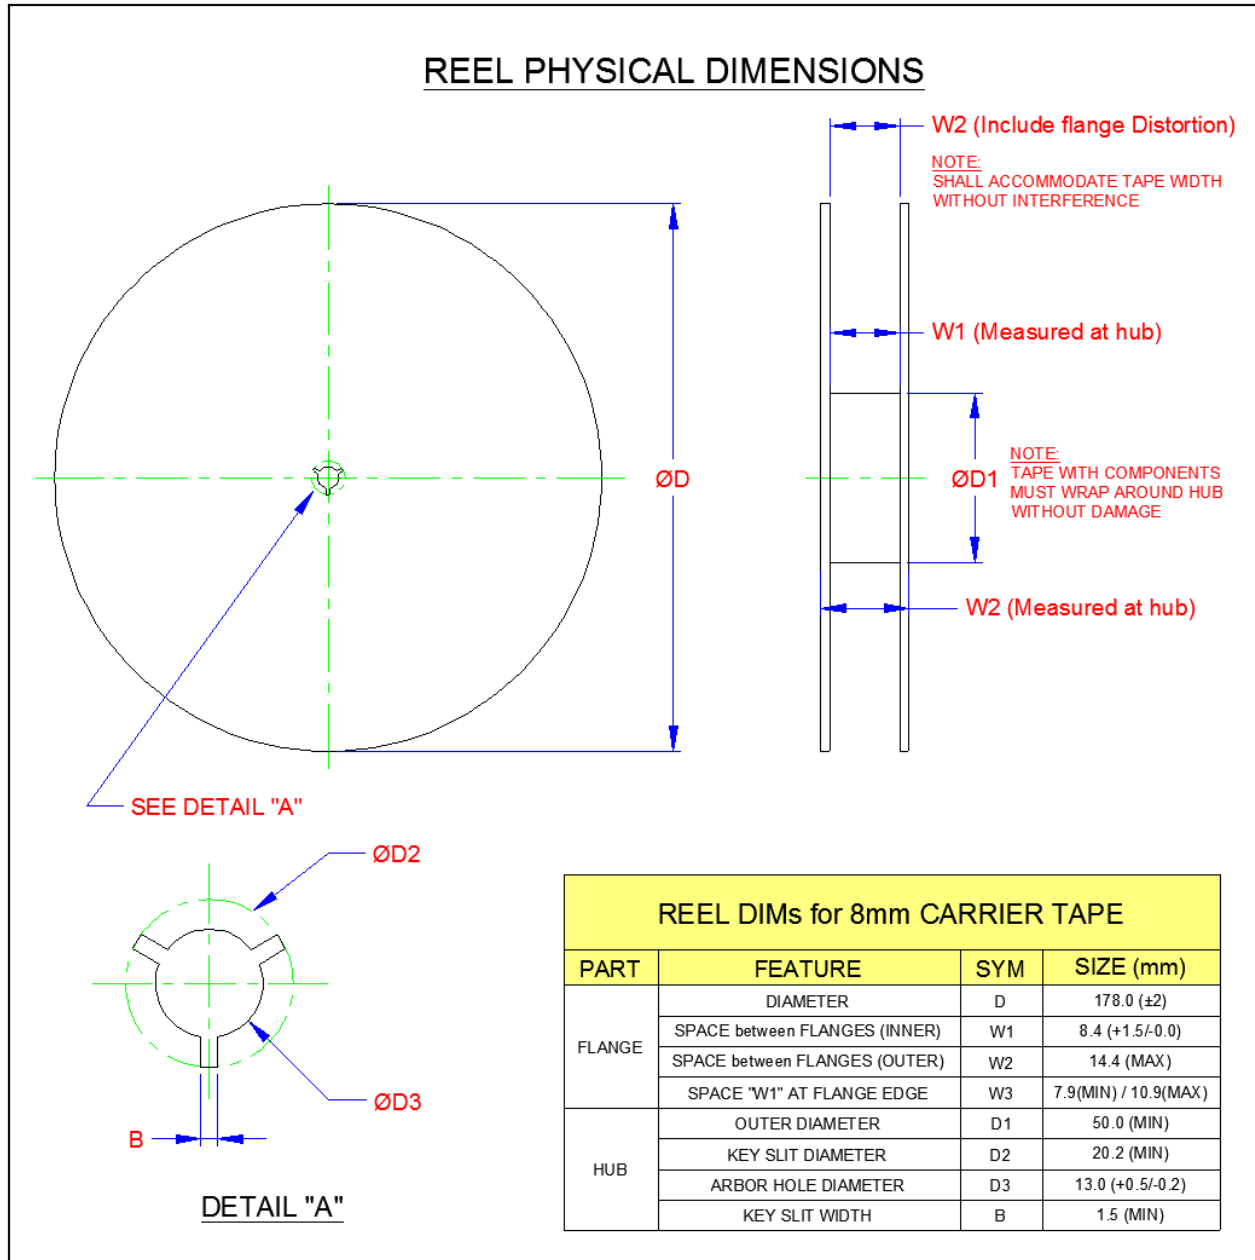 REEL PHYSICAL DIMENSIONS
W2 (Include flange Distortion)
NOTE:
SHALL ACCOMMODATE TAPE WIDTH
WITHOUT INTERFERENCE
W1 (Measured at hub)
ØD
ØD1
NOTE:
TAPE WITH COMPONENTS
MUST WRAP AROUND HUB
WITHOUT DAMAGE
W2 (Measured at hub)
SEE DETAIL "A"
ØD2
ØD3
B
DETAIL "A"
REEL DIMs for 8mm CARRIER TAPE
PART FEATURE SYM SIZE (mm)
FLANGE
DIAMETER D 178.0 (±2)
SPACE between FLANGES (INNER) W1 8.4 (+1.5/-0.0)
SPACE between FLANGES (OUTER) W2 14.4 (MAX)
SPACE "W1" AT FLANGE EDGE W3 7.9(MIN) / 10.9(MAX)
HUB
OUTER DIAMETER D1 50.0 (MIN)
KEY SLIT DIAMETER D2 20.2 (MIN)
ARBOR HOLE DIAMETER D3 13.0 (+0.5/-0.2)
KEY SLIT WIDTH B 1.5 (MIN)